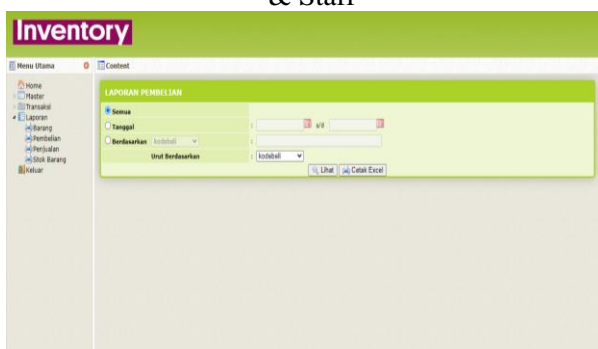 & Staff
Inventory
Menu Utama
Content
Home
Master
Transaksi
Laporan
Barang
Pembelian
Penjualan
Stok Barang
Keluar
LAPORAN PEMBELIAN
Semua
Tanggal : s/d
Berdasarkan kodebeli :
Urut Berdasarkan : kodebeli
Lihat Cetak Excel